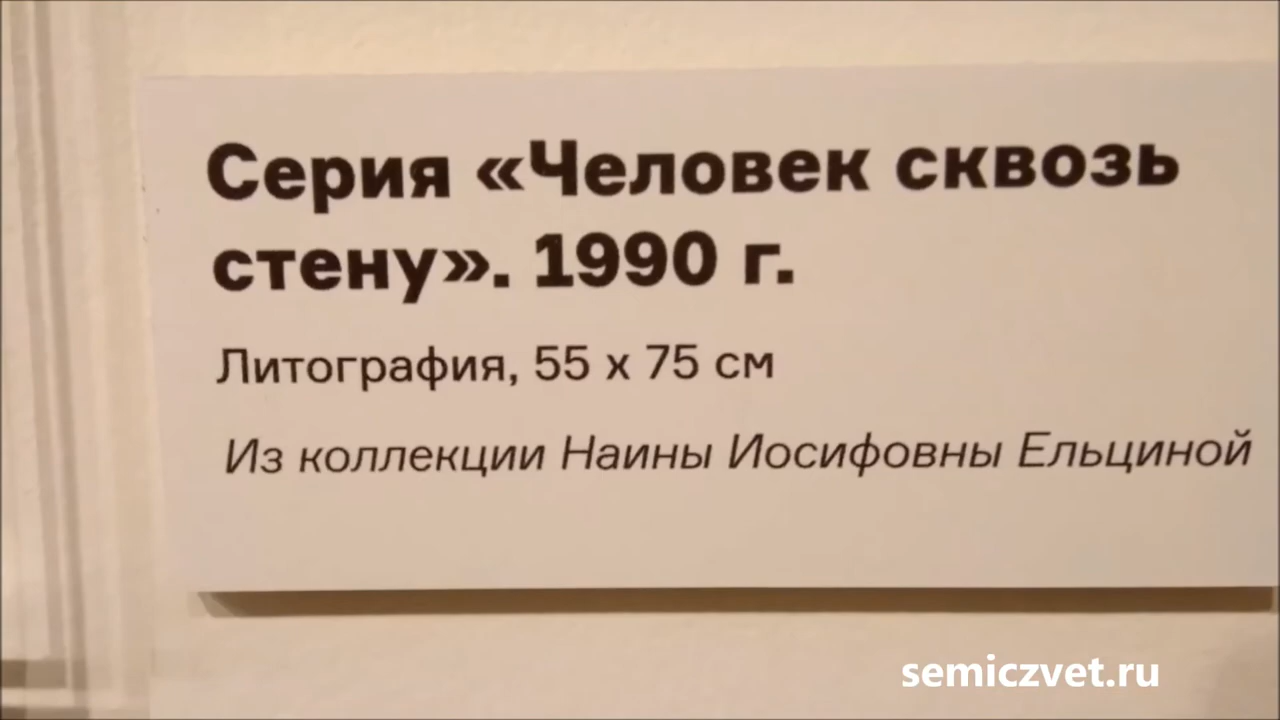 Серия «Человек сквозь
стену». 1990 г.
Литография, 55 х 75 см
Из коллекции Наины Иосифовны Ельциной
semiczvet.ru